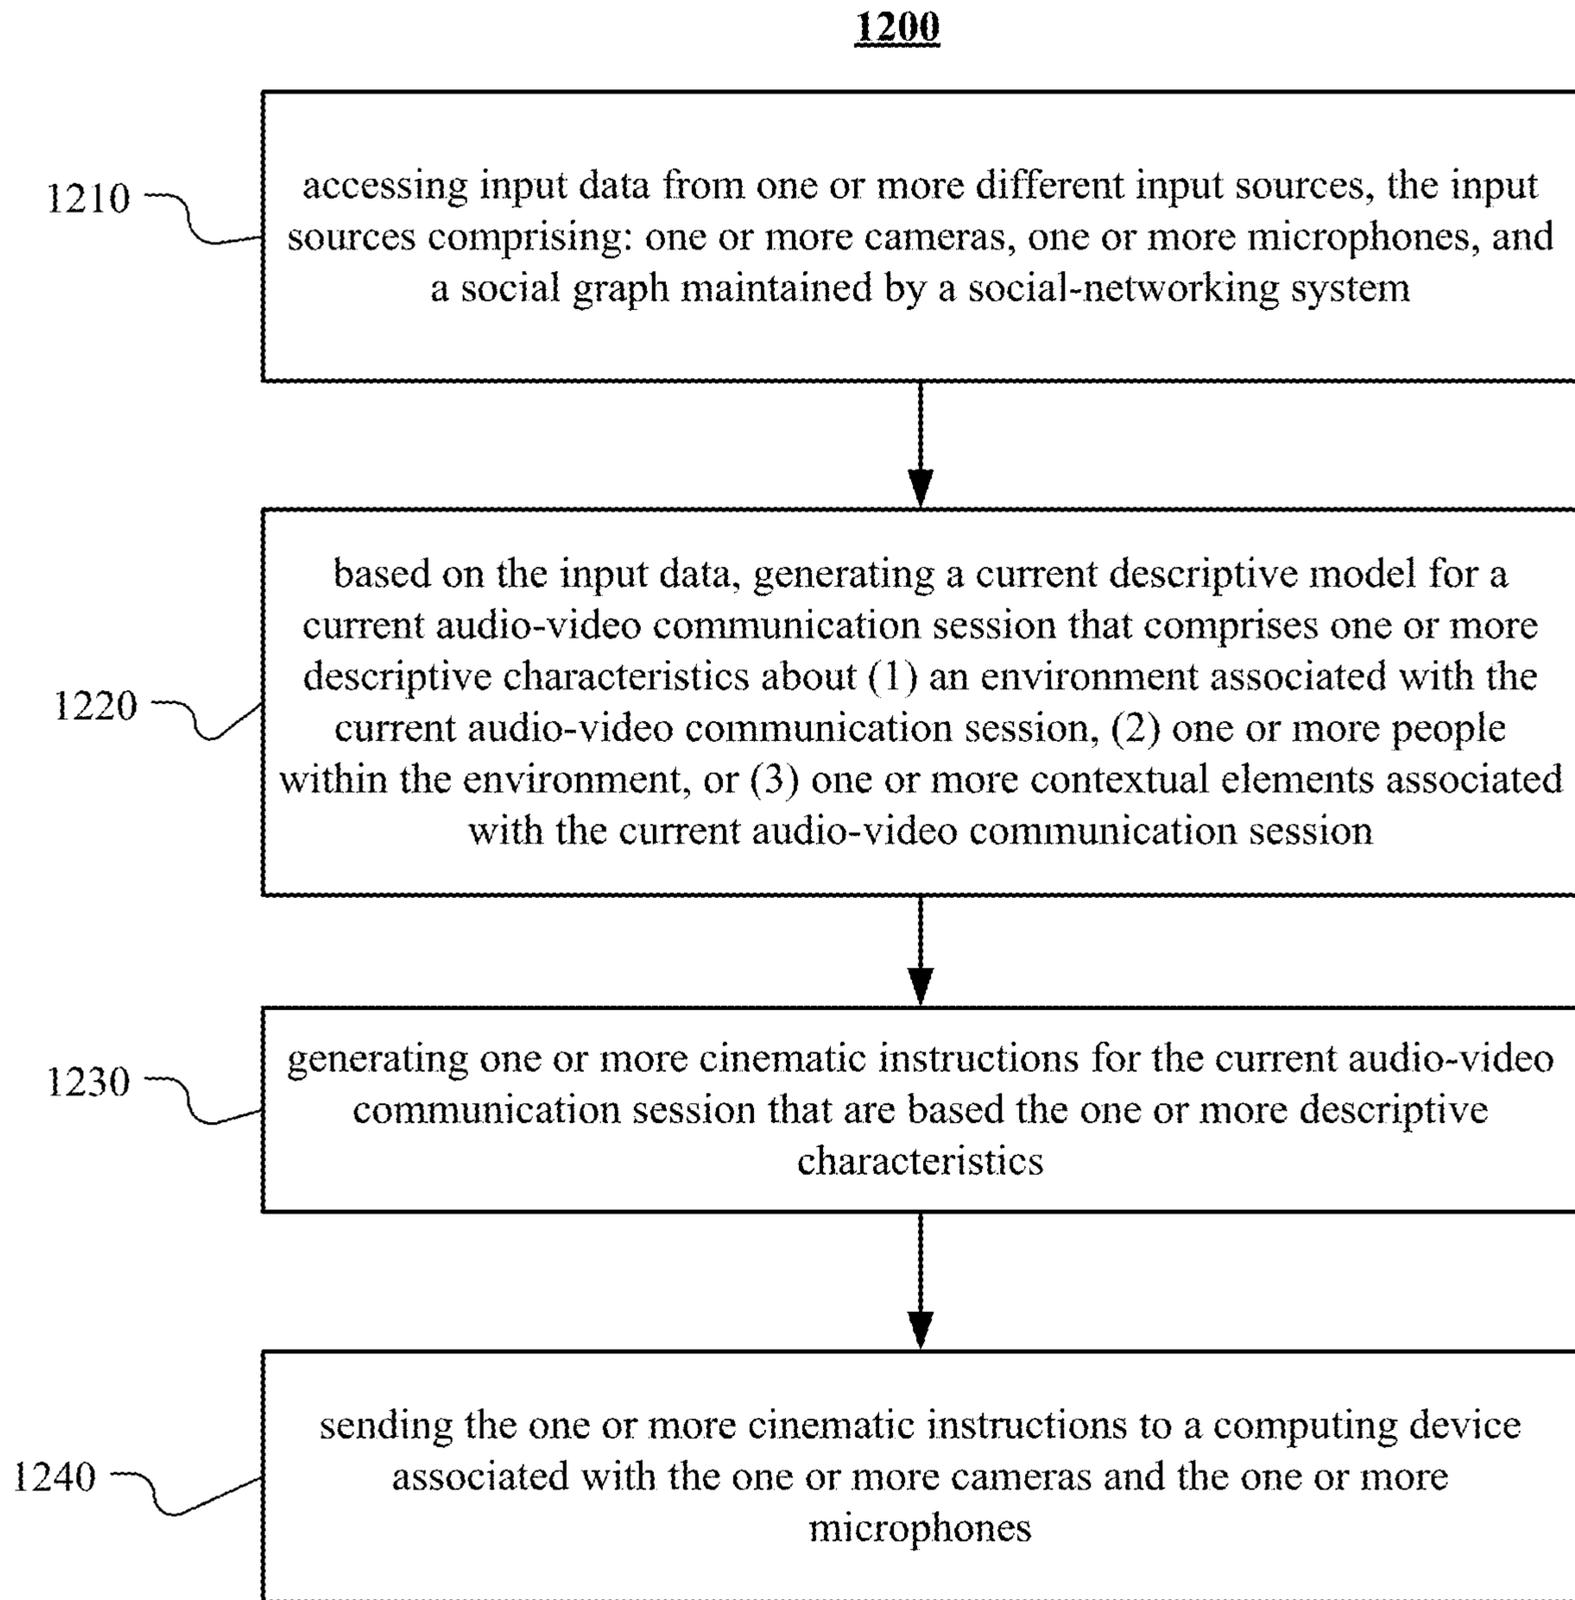 1200
1210
accessing input data from one or more different input sources, the input
sources comprising: one or more cameras, one or more microphones, and
a social graph maintained by a social-networking system
1220
based on the input data, generating a current descriptive model for a
current audio-video communication session that comprises one or more
descriptive characteristics about (1) an environment associated with the
current audio-video communication session, (2) one or more people
within the environment, or (3) one or more contextual elements associated
with the current audio-video communication session
1230
generating one or more cinematic instructions for the current audio-video
communication session that are based the one or more descriptive
characteristics
1240
sending the one or more cinematic instructions to a computing device
associated with the one or more cameras and the one or more
microphones